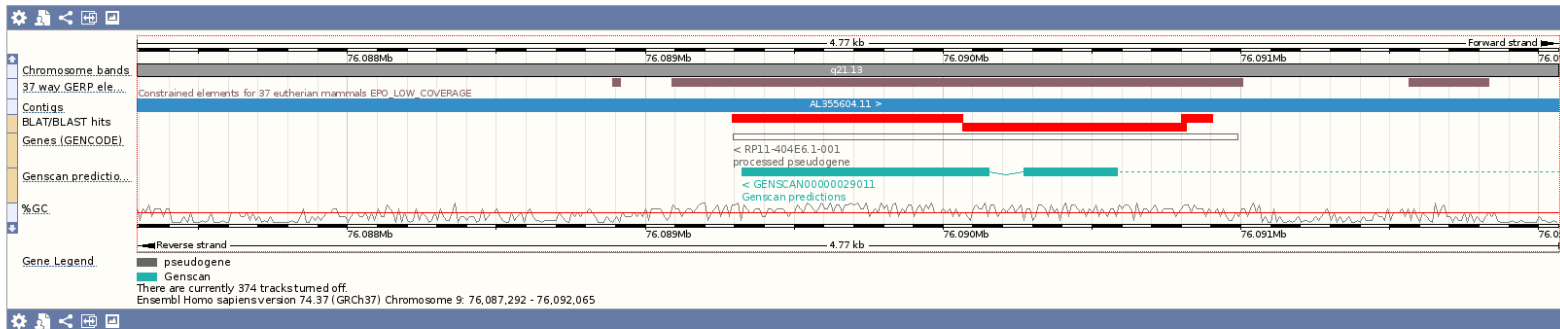 4.77 kb Forward strand
76.088Mb 76.089Mb 76.090Mb 76.091Mb
Chromosome bands q21.13
37 way GERP ele...
Constrained elements for 37 eutherian mammals EPO_LOW_COVERAGE
Contigs AL355604.11 >
BLAT/BLAST hits
Genes (GENCODE)
< RP11-404E6.1-001
processed pseudogene
Genscan predictio...
< GENSCAN00000029011
Genscan predictions
%GC
76.088Mb 76.089Mb 76.090Mb 76.091Mb
Reverse strand 4.77 kb
Gene Legend pseudogene
Genscan
There are currently 374 tracks turned off.
Ensembl Homo sapiens version 74.37 (GRCh37) Chromosome 9: 76,087,292 - 76,092,065